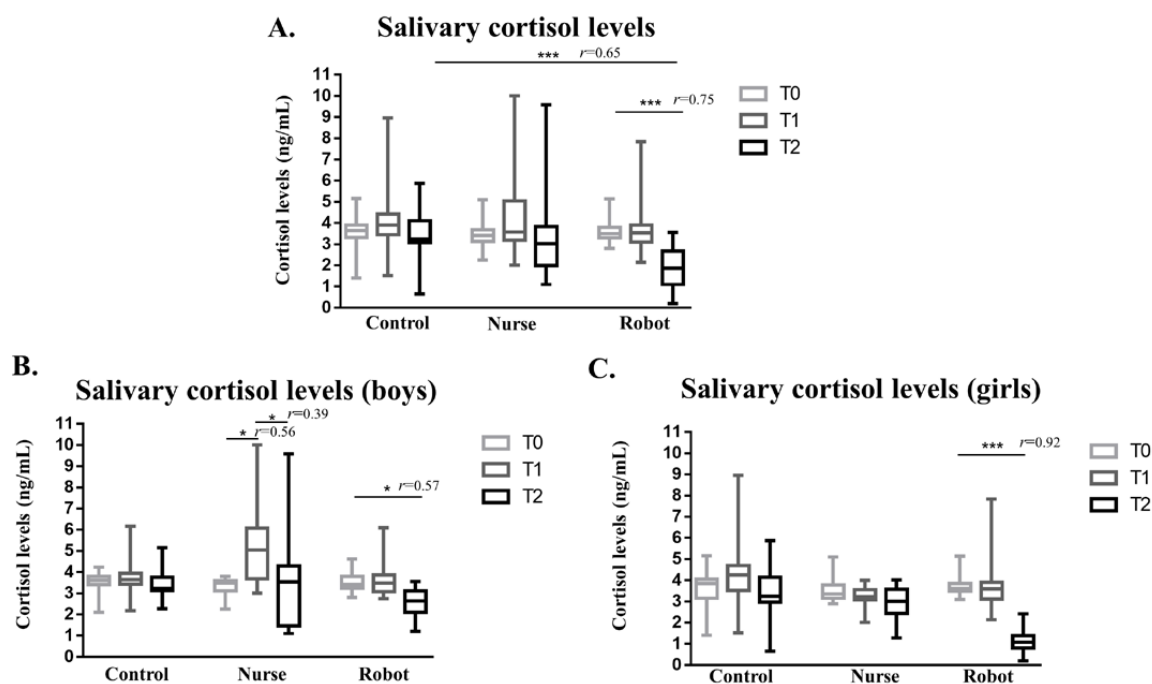 A. Salivary cortisol levels
*** r=0.65
*** r=0.75
Cortisol levels (ng/mL)
11
10
9
8
7
6
5
4
3
2
1
0
Control Nurse Robot
T0
T1
T2
B. Salivary cortisol levels (boys)
* r=0.39
* r=0.56
* r=0.57
Cortisol levels (ng/mL)
11
10
9
8
7
6
5
4
3
2
1
0
Control Nurse Robot
T0
T1
T2
C. Salivary cortisol levels (girls)
*** r=0.92
Cortisol levels (ng/mL)
11
10
9
8
7
6
5
4
3
2
1
0
Control Nurse Robot
T0
T1
T2